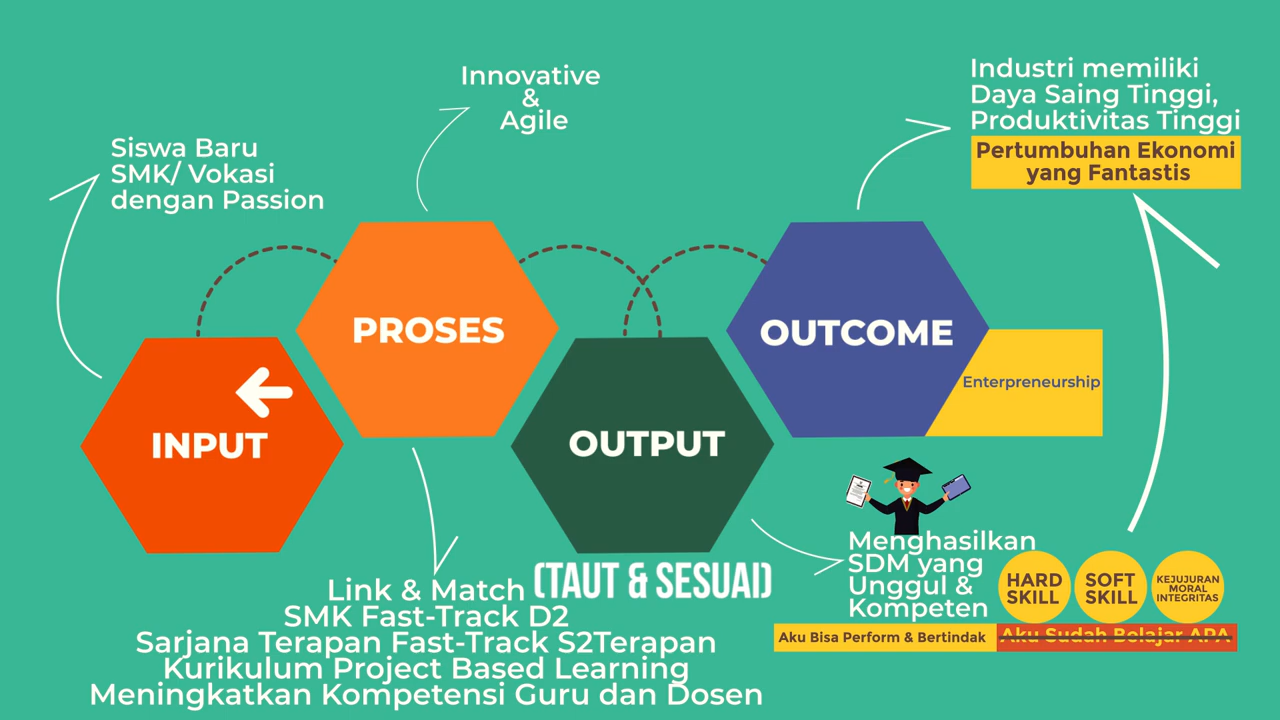 Siswa Baru
SMK/ Vokasi
dengan Passion
INPUT
Innovative
&
Agile
PROSES
Link & Match (TAUT & SESUAI)
SMK Fast-Track D2
Sarjana Terapan Fast-Track S2Terapan
Kurikulum Project Based Learning
Meningkatkan Kompetensi Guru dan Dosen
OUTPUT
Menghasilkan
SDM yang
Unggul &
Kompeten
HARD
SKILL
SOFT
SKILL
KEJUJURAN
MORAL
INTEGRITAS
Aku Bisa Perform & Bertindak
Aku Sudah Belajar APA
OUTCOME
Enterpreneurship
Industri memiliki
Daya Saing Tinggi,
Produktivitas Tinggi
Pertumbuhan Ekonomi
yang Fantastis